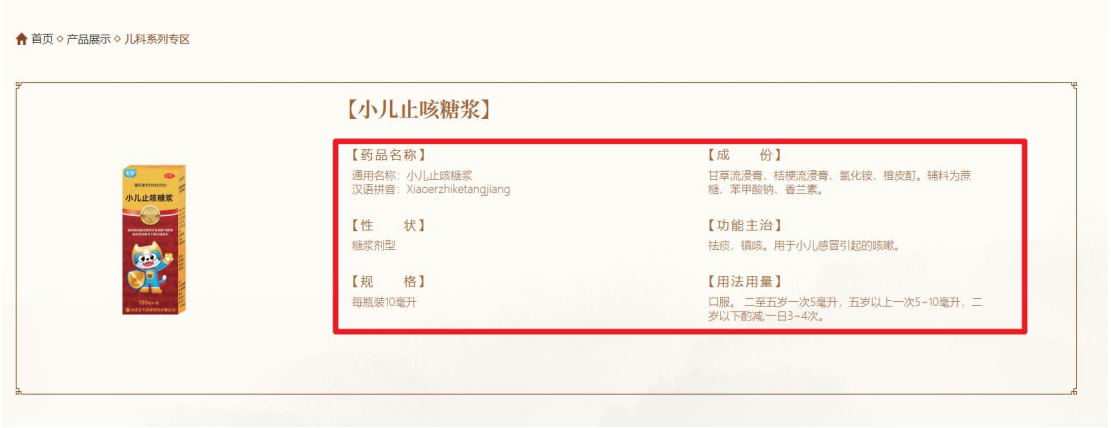 首页 ◇ 产品展示 ◇ 儿科系列专区
【小儿止咳糖浆】
【药品名称】
通用名称：小儿止咳糖浆
汉语拼音：Xiaoerzhiketangjiang
【性 状】
糖浆剂型
【规 格】
每瓶装10毫升
【成 份】
甘草流浸膏、桔梗流浸膏、氯化铵、橙皮酊。辅料为蔗
糖、苯甲酸钠、香兰素。
【功能主治】
祛痰，镇咳。用于小儿感冒引起的咳嗽。
【用法用量】
口服。 二至五岁一次5毫升，五岁以上一次5~10毫升，二
岁以下酌减;一日3~4次。
小儿止咳糖浆